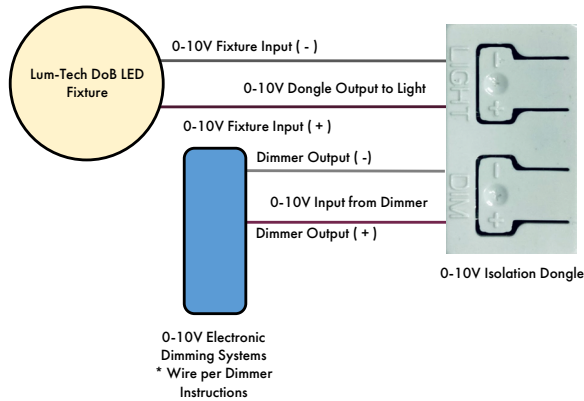 Lum-Tech DoB LED
Fixture
0-10V Fixture Input ( - )
0-10V Dongle Output to Light
0-10V Fixture Input ( + )
LIGHT
-
+
Dimmer Output (-)
0-10V Input from Dimmer
Dimmer Output ( + )
DIM
-
+
0-10V Isolation Dongle
0-10V Electronic
Dimming Systems
* Wire per Dimmer
Instructions